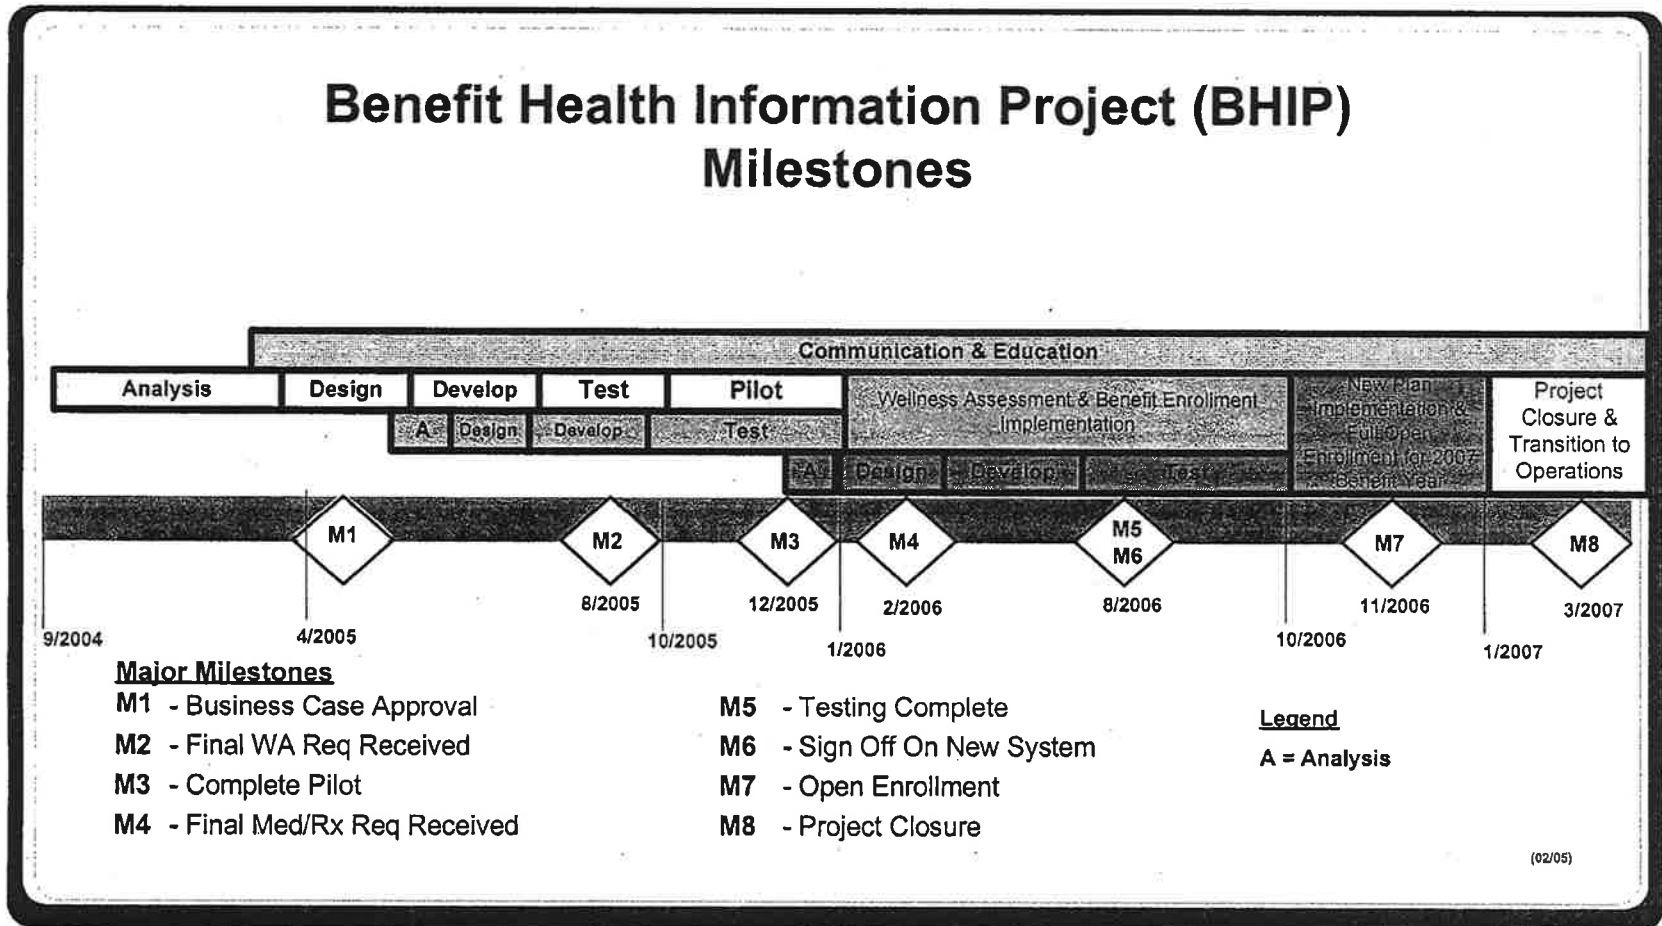 Benefit Health Information Project (BHIP)
Milestones
Communication & Education
Analysis
Design
Develop
Test
Pilot
Wellness Assessment & Benefit Enrollment
Implementation
New Plan
Implementation &
Full Open
Enrollment for 2007
Benefit Year
Project
Closure &
Transition to
Operations
A
Design
Develop
Test
A
Design
Develop
Test
M1
M2
M3
M4
M5
M6
M7
M8
8/2005
12/2005
2/2006
8/2006
11/2006
3/2007
9/2004
4/2005
10/2005
1/2006
10/2006
1/2007
Major Milestones
M1 - Business Case Approval
M2 - Final WA Req Received
M3 - Complete Pilot
M4 - Final Med/Rx Req Received
M5 - Testing Complete
M6 - Sign Off On New System
M7 - Open Enrollment
M8 - Project Closure
Legend
A = Analysis
(02/05)